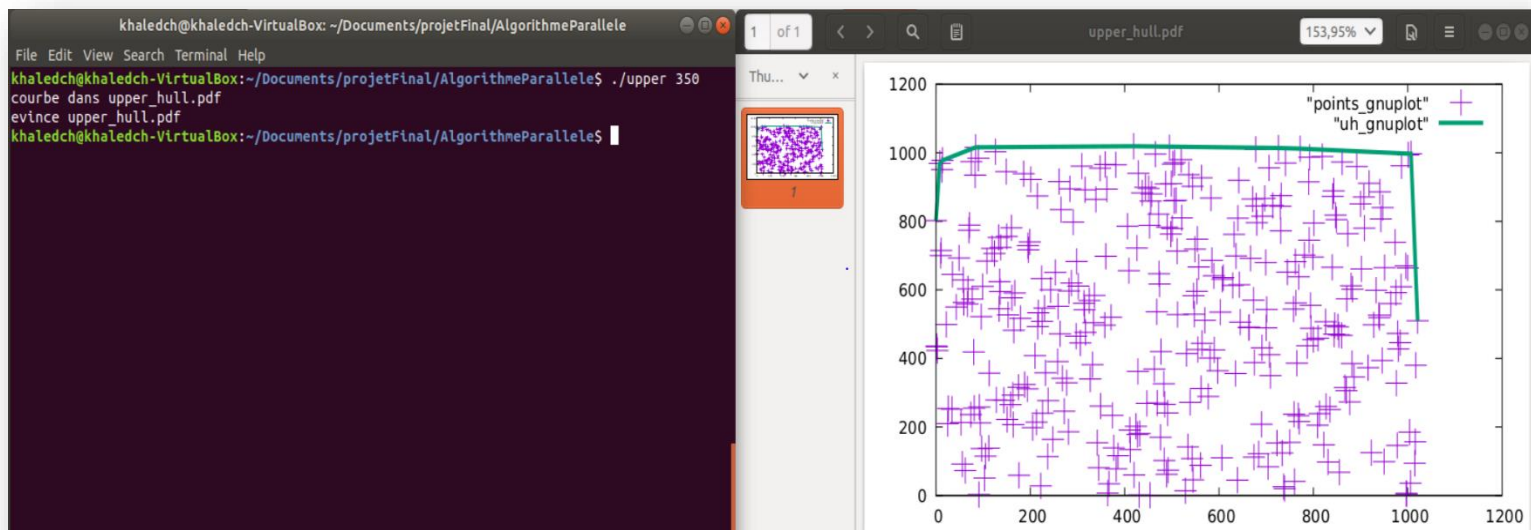 khaledch@khaledch-VirtualBox: ~/Documents/projetFinal/AlgorithmeParallele
File Edit View Search Terminal Help
khaledch@khaledch-VirtualBox:~/Documents/projetFinal/AlgorithmeParallele$ ./upper 350
courbe dans upper_hull.pdf
evince upper_hull.pdf
khaledch@khaledch-VirtualBox:~/Documents/projetFinal/AlgorithmeParallele$
1 of 1 upper_hull.pdf 153,95%
Thu...
1
"points_gnuplot"
"uh_gnuplot"
1200
1000
800
600
400
200
0
0 200 400 600 800 1000 1200